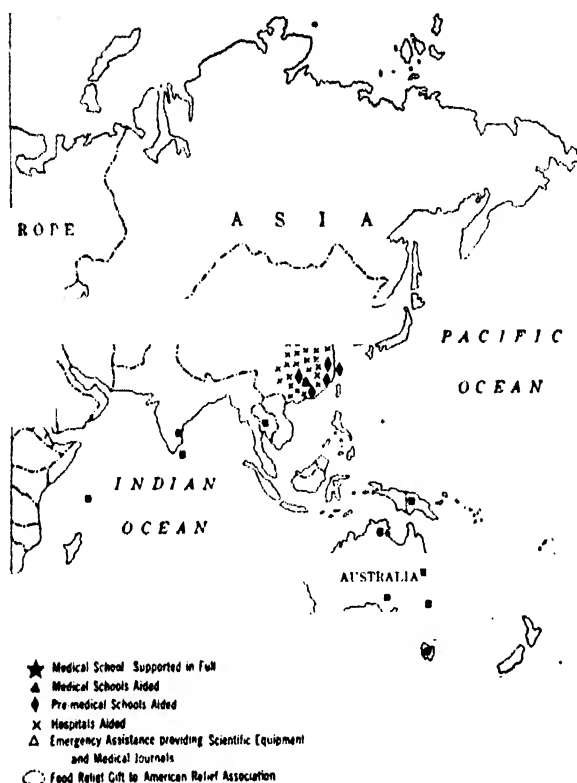 ROPE
ASIA
PACIFIC
OCEAN
INDIAN
OCEAN
AUSTRALIA
Medical School Supported in Full
Medical Schools Aided
Pre-medical Schools Aided
Hospitals Aided
Emergency Assistance providing Scientific Equipment
and Medical Journals
Food Relief Gift to American Relief Association